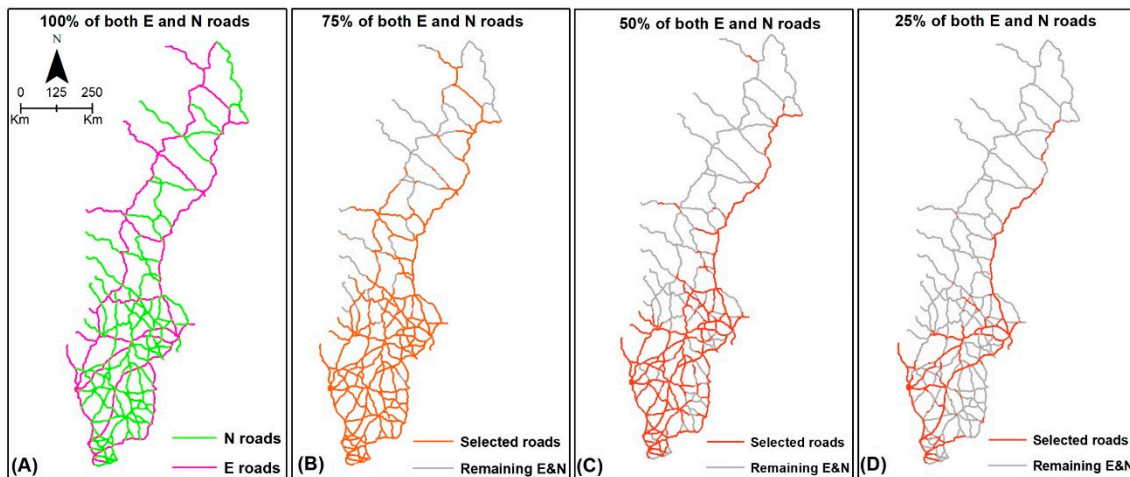 100% of both E and N roads
N
0 125 250
Km Km
N roads
E roads
(A)
75% of both E and N roads
Selected roads
Remaining E&N
(B)
50% of both E and N roads
Selected roads
Remaining E&N
(C)
25% of both E and N roads
Selected roads
Remaining E&N
(D)